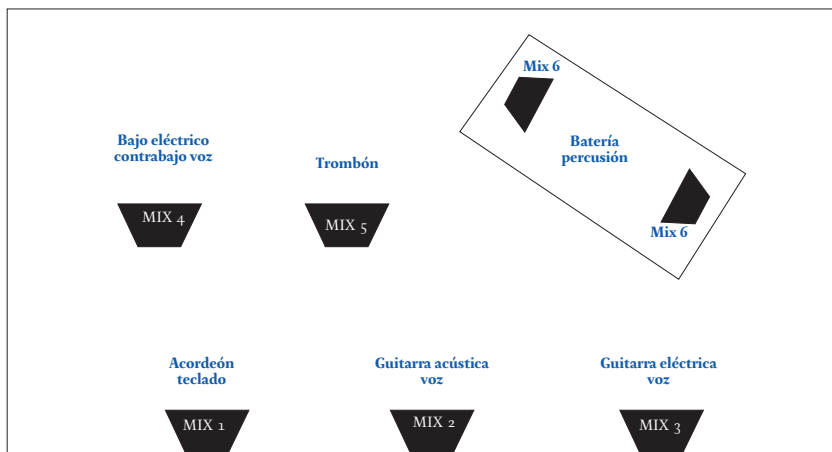 Mix 6
Batería
percusión
Mix 6
Bajo eléctrico
contrabajo voz
MIX 4
Trombón
MIX 5
Acordeón
teclado
MIX 1
Guitarra acústica
voz
MIX 2
Guitarra eléctrica
voz
MIX 3